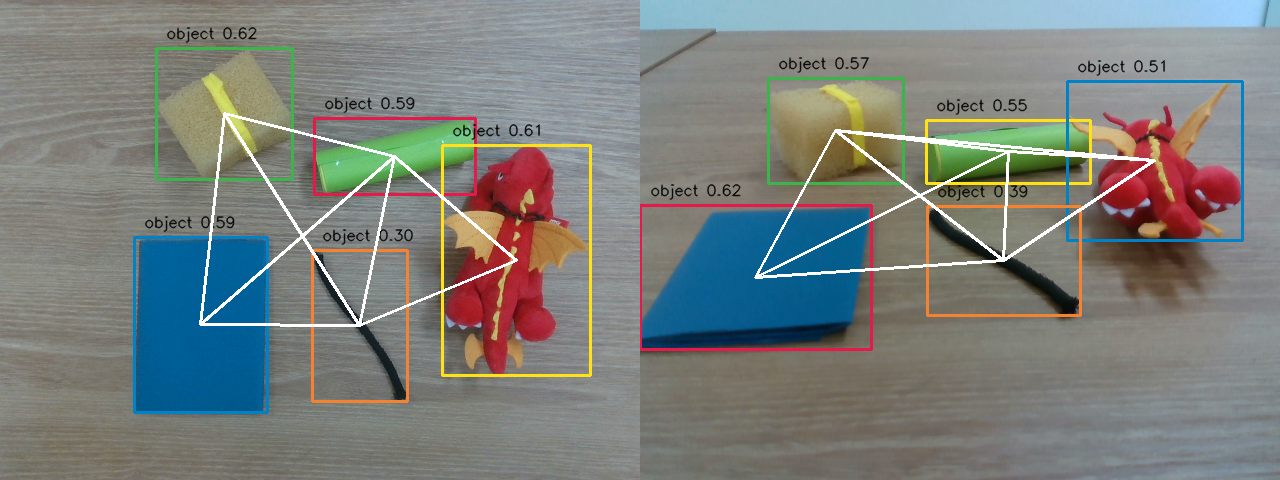 object 0.62
object 0.59
object 0.61
object 0.59
object 0.30
object 0.57
object 0.51
object 0.55
object 0.62
object 0.39